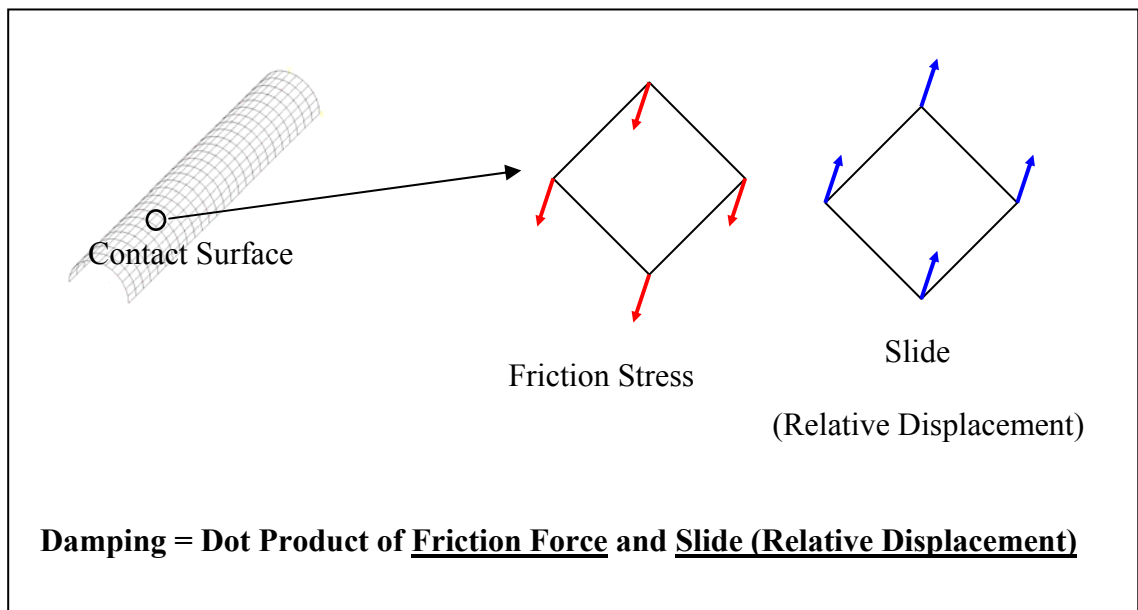 Contact Surface
Friction Stress
Slide
(Relative Displacement)
Damping = Dot Product of Friction Force and Slide (Relative Displacement)